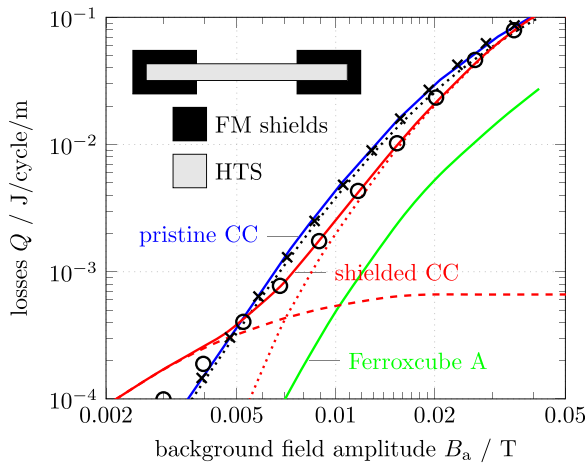 10⁻¹
FM shields
HTS
10⁻²
pristine CC
10⁻³
shielded CC
Ferroxcube A
10⁻⁴
losses Q / J/cycle/m
0.002 0.005 0.01 0.02 0.05
background field amplitude Bₐ / T